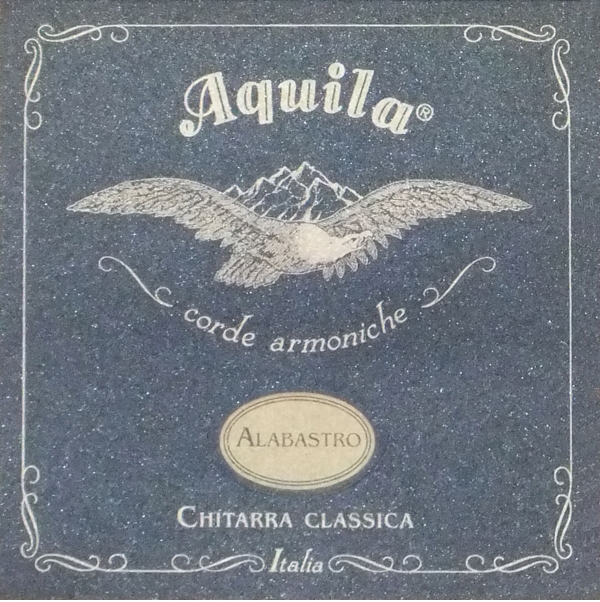 Aquila®
corde armoniche
ALABASTRO
CHITARRA CLASSICA
Italia